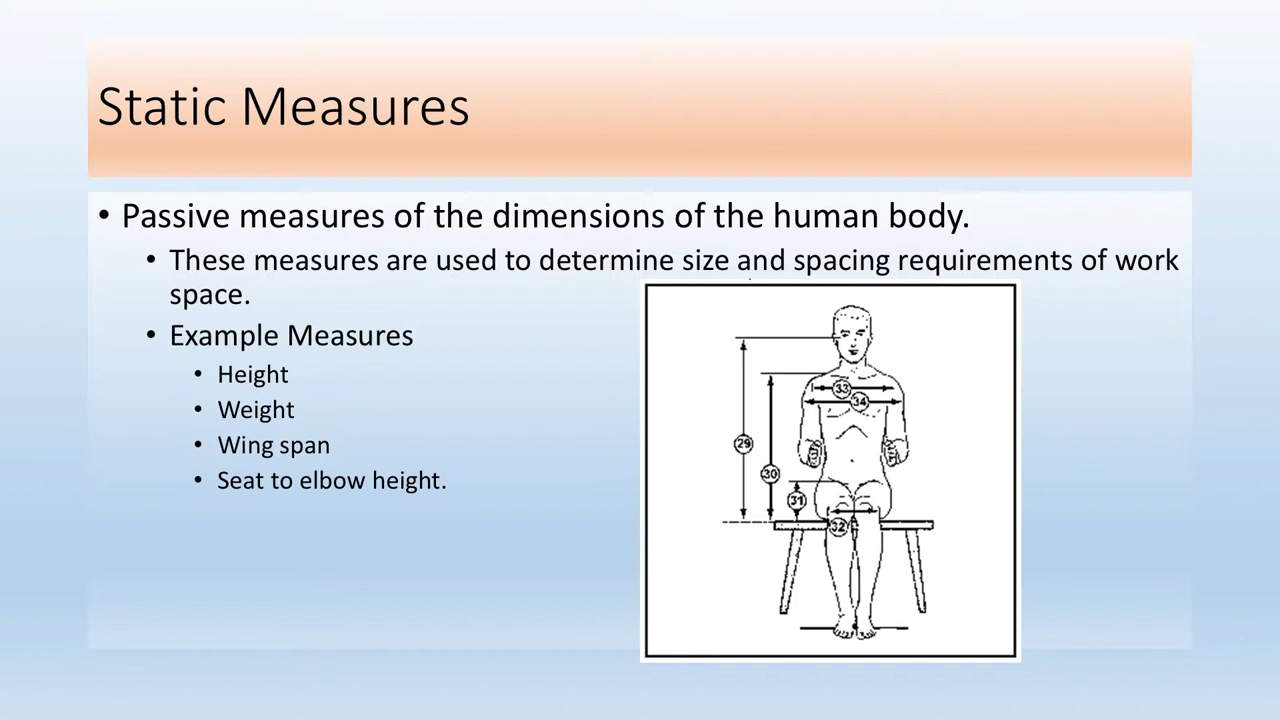 Static Measures
• Passive measures of the dimensions of the human body.
• These measures are used to determine size and spacing requirements of work
space.
• Example Measures
• Height
• Weight
• Wing span
• Seat to elbow height.
33
34
29
30
31
32